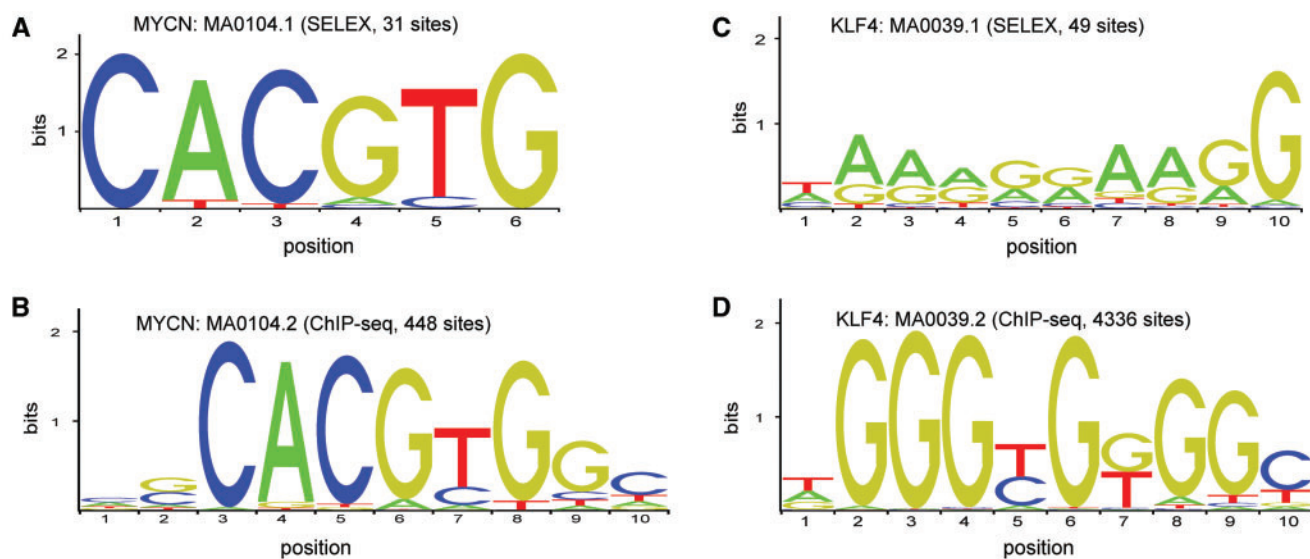 A
MYCN: MA0104.1 (SELEX, 31 sites)
2
bits
1
CACGTG
1 2 3 4 5 6
position
B
MYCN: MA0104.2 (ChIP-seq, 448 sites)
2
bits
1
CACGTGGC
1 2 3 4 5 6 7 8 9 10
position
C
KLF4: MA0039.1 (SELEX, 49 sites)
2
bits
1
TAAAGGAAGG
1 2 3 4 5 6 7 8 9 10
position
D
KLF4: MA0039.2 (ChIP-seq, 4336 sites)
2
bits
1
TGGGTGGGGC
1 2 3 4 5 6 7 8 9 10
position